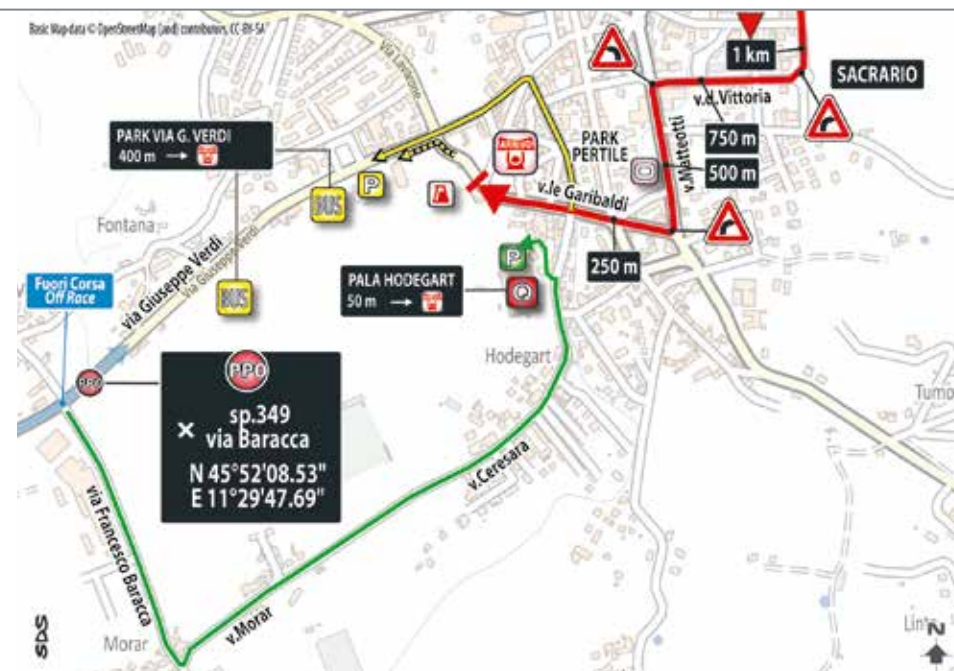 Basic Map data © OpenStreetMap (and) contributors, CC-BY-SA
Via Lavarone
1 km
SACRARIO
v.d. Vittoria
PARK VIA G. VERDI
400 m →
ARRIVO
PARK
PERTILE
v.Matteotti
750 m
500 m
P
BUS
v.le Garibaldi
Fontana
250 m
P
PALA HODEGART
50 m →
Q
via Giuseppe Verdi
Via Giuseppe Verdi
BUS
Fuori Corsa
Off Race
Hodegart
PPO
PPO
sp.349
via Baracca
N 45°52'08.53"
E 11°29'47.69"
Tumo
v.Ceresara
via Francesco Baracca
v.Morar
Morar
SDS
N